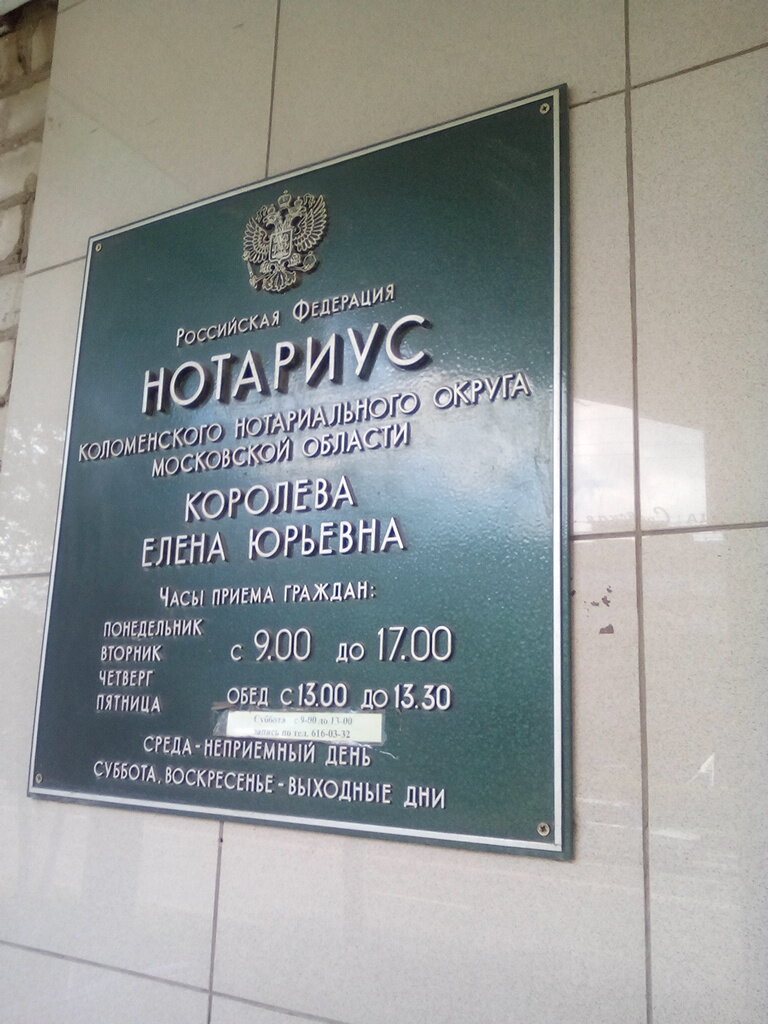 Российская Федерация
НОТАРИУС
КОЛОМЕНСКОГО НОТАРИАЛЬНОГО ОКРУГА
МОСКОВСКОЙ ОБЛАСТИ
КОРОЛЕВА
ЕЛЕНА ЮРЬЕВНА
Часы приема граждан:
ПОНЕДЕЛЬНИК
ВТОРНИК
ЧЕТВЕРГ
ПЯТНИЦА
с 9.00 до 17.00
ОБЕД с 13.00 до 13.30
Суббота с 9-00 до 13-00
запись по тел. 616-03-32
СРЕДА - НЕПРИЕМНЫЙ ДЕНЬ
СУББОТА, ВОСКРЕСЕНЬЕ - ВЫХОДНЫЕ ДНИ